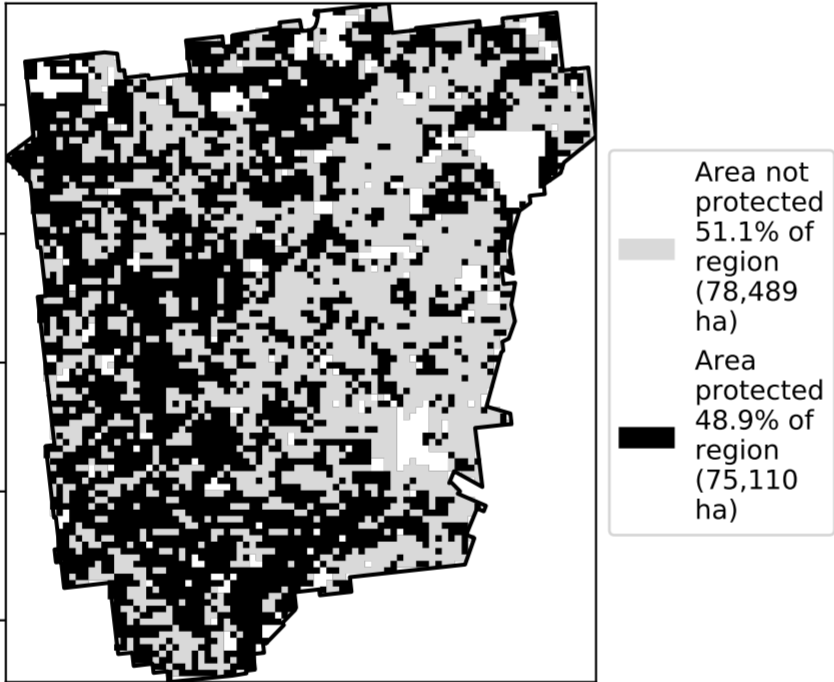 Area not
protected
51.1% of
region
(78,489
ha)
Area
protected
48.9% of
region
(75,110
ha)